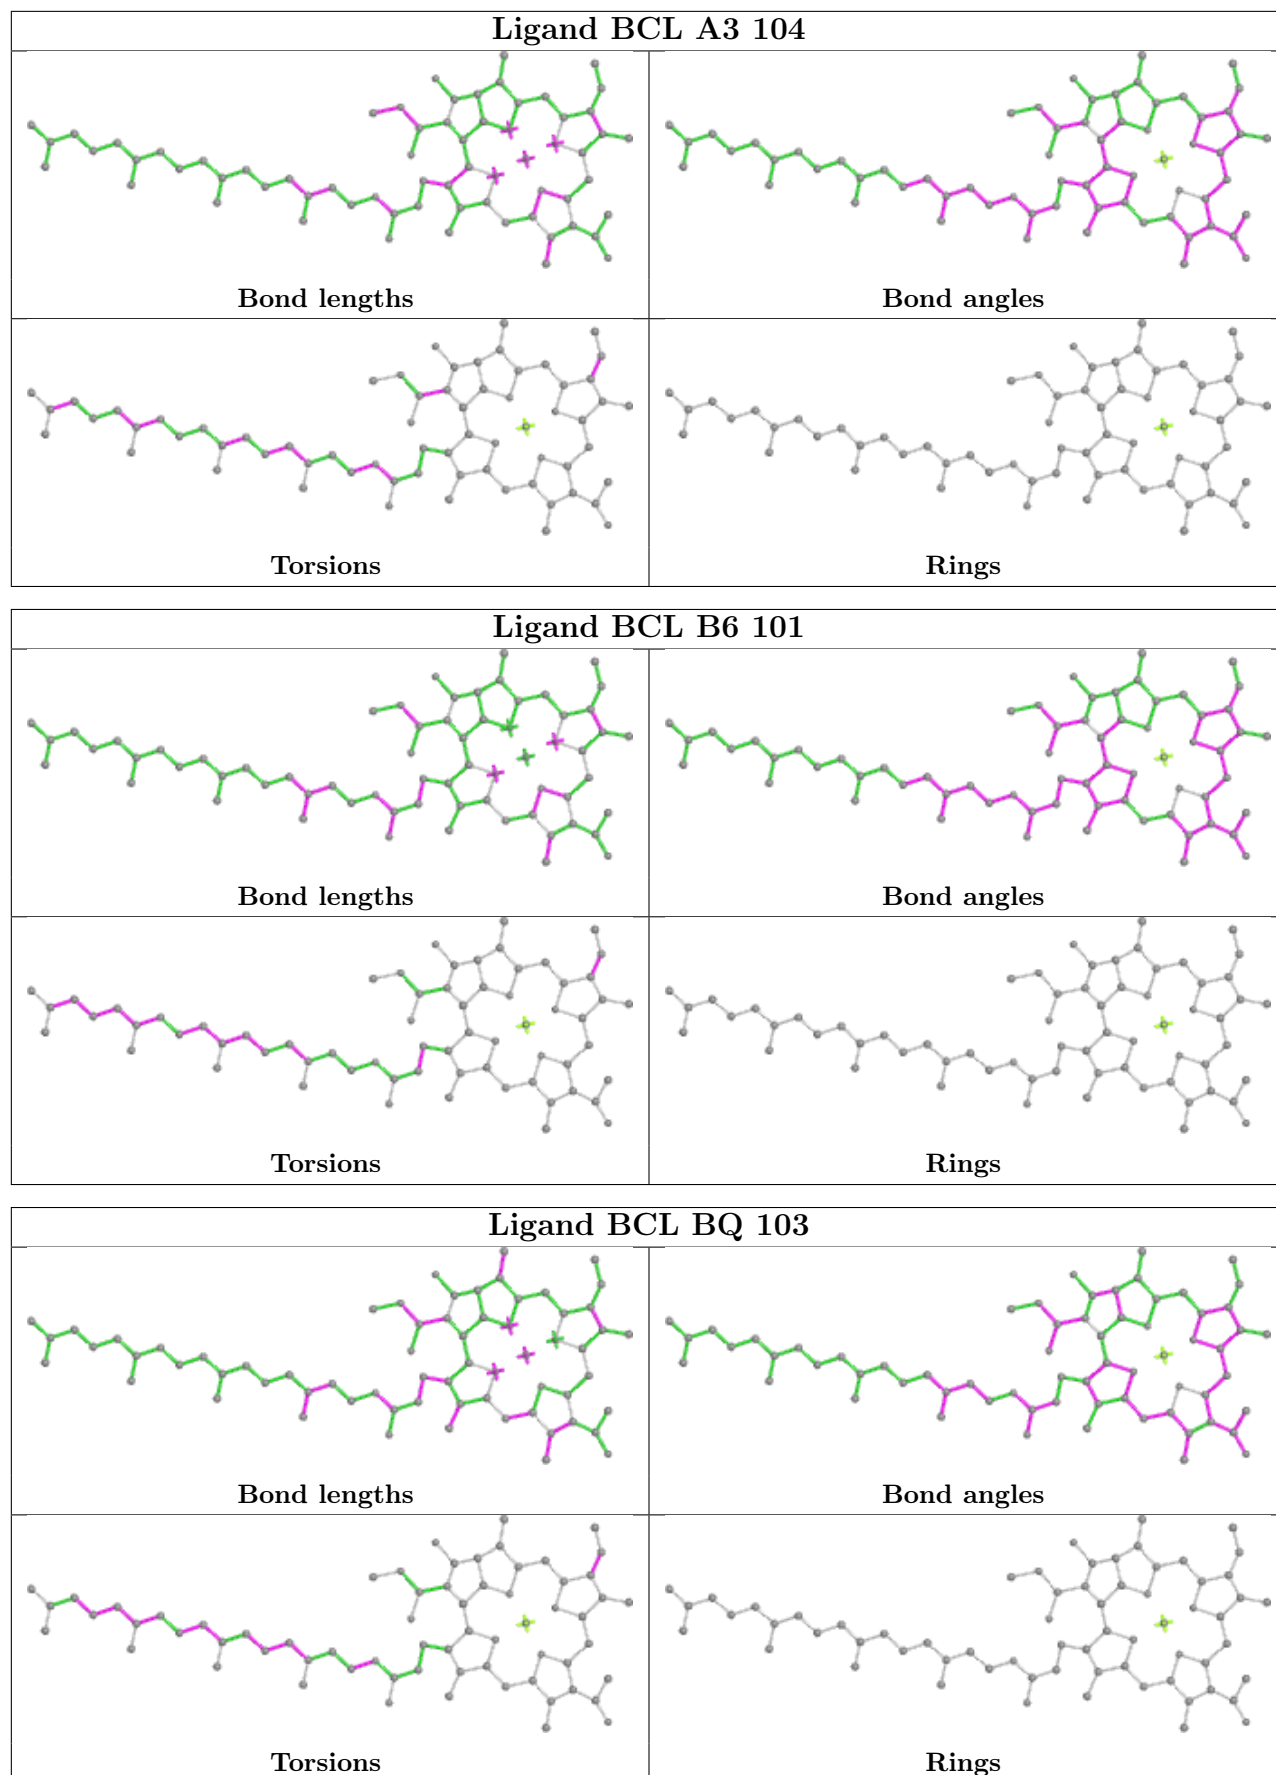 Ligand BCL A3 104
Bond lengths
Bond angles
Torsions
Rings
Ligand BCL B6 101
Bond lengths
Bond angles
Torsions
Rings
Ligand BCL BQ 103
Bond lengths
Bond angles
Torsions
Rings